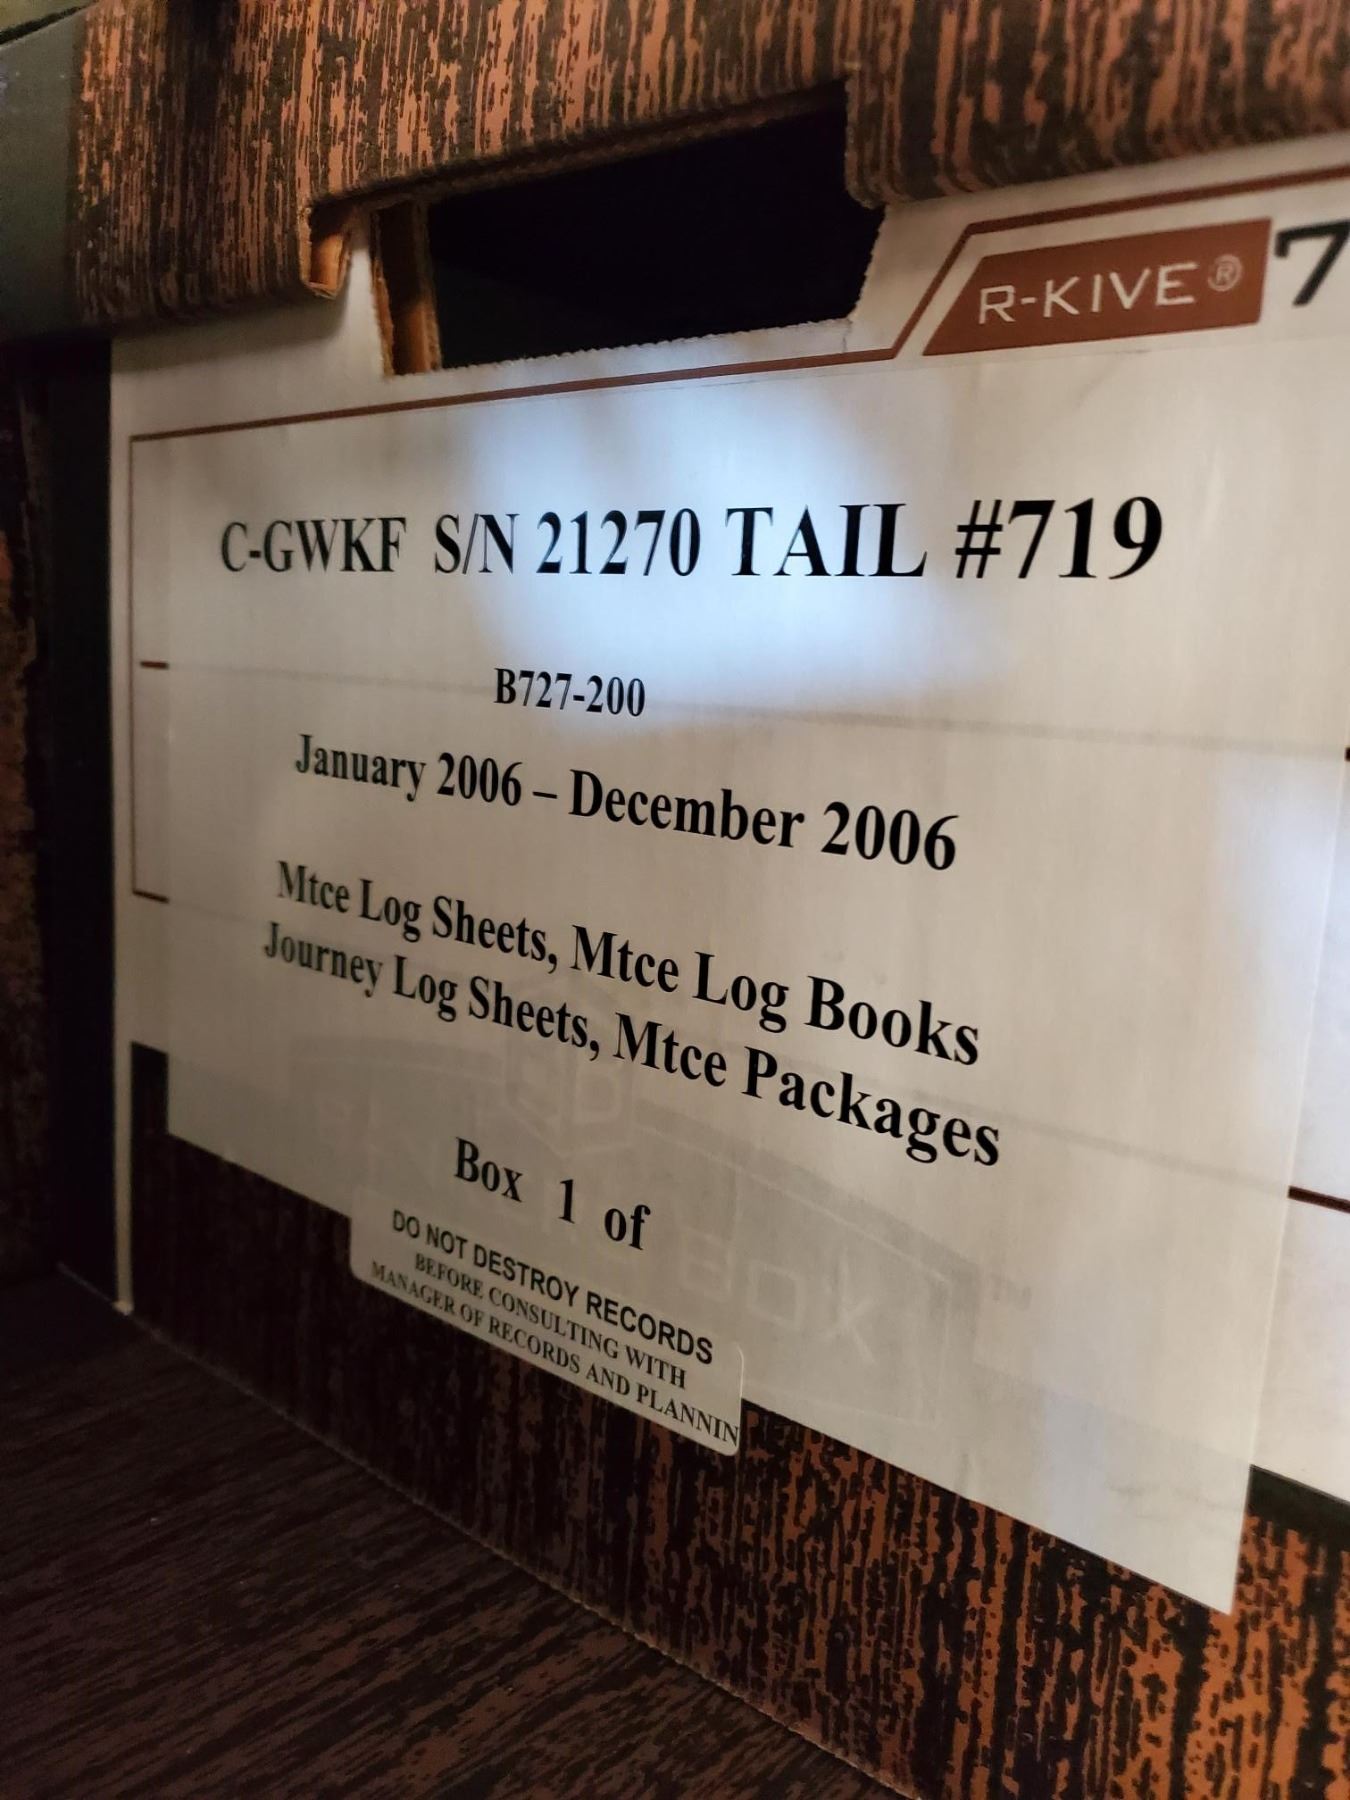 R-KIVE® 7
C-GWKF S/N 21270 TAIL #719
B727-200
January 2006 – December 2006
Mtce Log Sheets, Mtce Log Books
Journey Log Sheets, Mtce Packages
Box 1 of
DO NOT DESTROY RECORDS
BEFORE CONSULTING WITH
MANAGER OF RECORDS AND PLANNIN